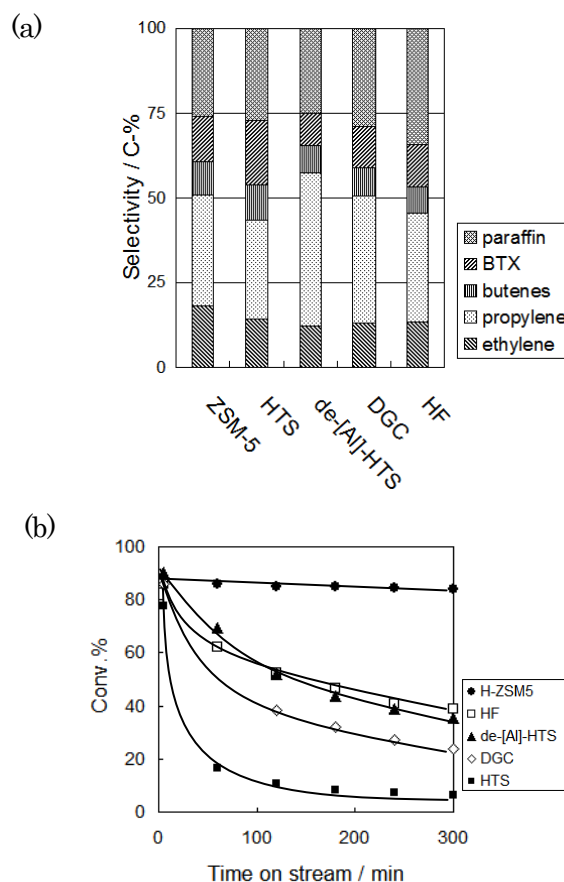 (a)
100
75
50
25
0
Selectivity / C-%
ZSM-5
HTS
de-[Al]-HTS
DGC
HF
paraffin
BTX
butenes
propylene
ethylene
(b)
100
80
60
40
20
0
Conv.%
0 100 200 300
Time on stream / min
H-ZSM5
HF
de-[Al]-HTS
DGC
HTS